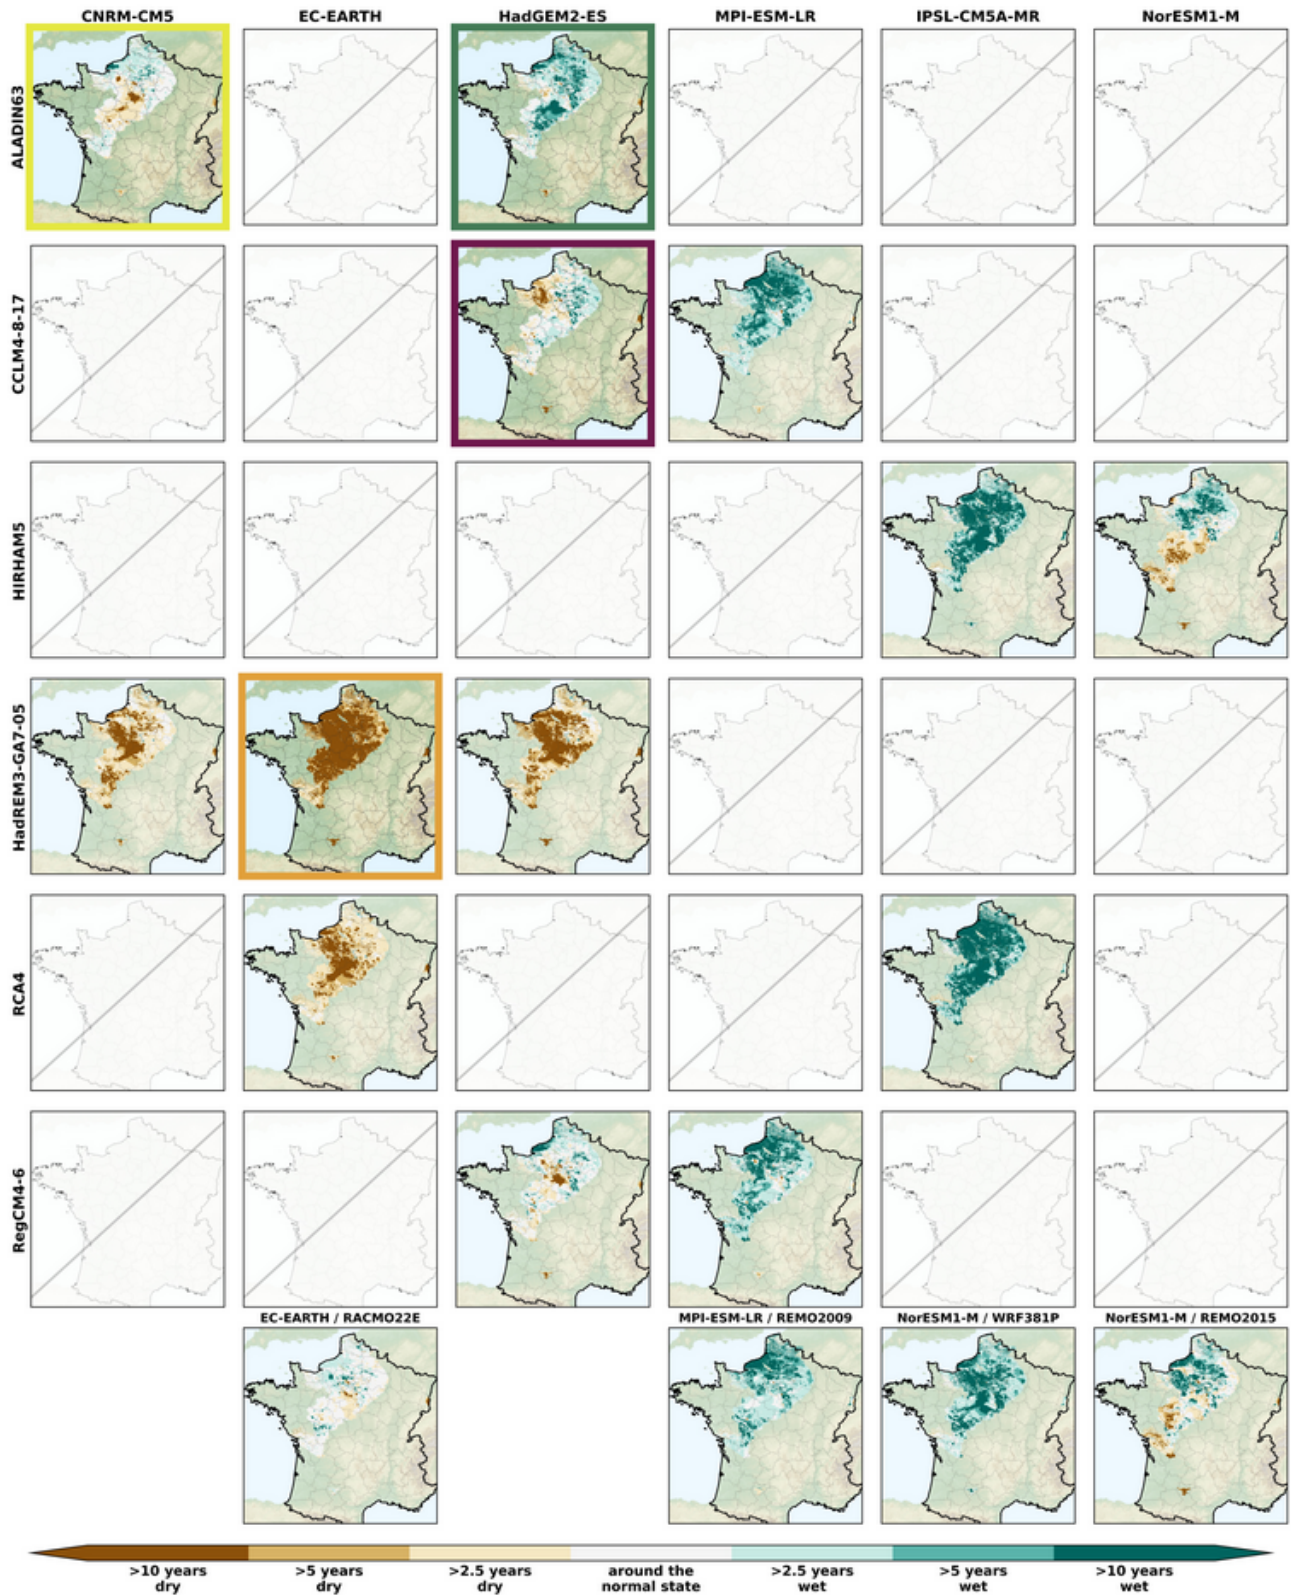 CNRM-CM5 EC-EARTH HadGEM2-ES MPI-ESM-LR IPSL-CM5A-MR NorESM1-M
ALADIN63
CCLM4-8-17
HIRHAM5
HadREM3-GA7-05
RCA4
RegCM4-6
EC-EARTH / RACMO22E MPI-ESM-LR / REMO2009 NorESM1-M / WRF381P NorESM1-M / REMO2015
>10 years >5 years >2.5 years around the >2.5 years >5 years >10 years
dry dry dry normal state wet wet wet